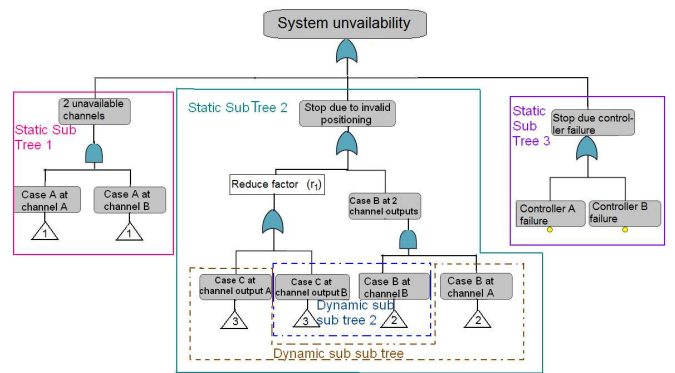 System unvailability
2 unavailable
channels
Static Sub
Tree 1
Case A at
channel A
Case A at
channel B
1
1
Static Sub Tree 2
Stop due to invalid
positioning
Reduce factor (r1)
Case B at 2
channel outputs
Case C at
channel output A
Case C at
channel output B
Case B at
channel B
Case B at
channel A
3
3
2
2
Dynamic sub
sub tree 2
Dynamic sub sub tree
Static
Sub
Tree 3
Stop due control-
ler failure
Controller A
failure
Controller B
failure